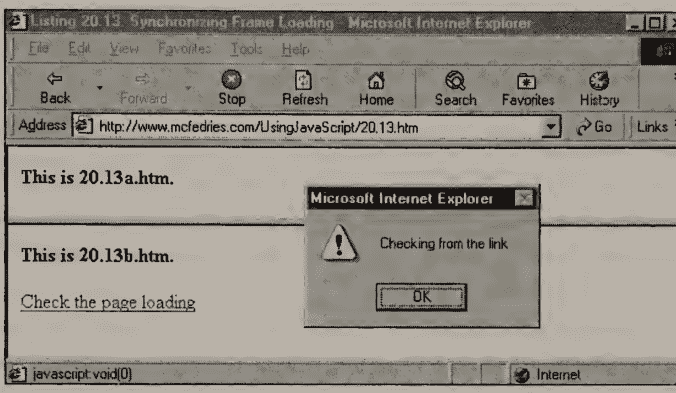 Listing 20.13. Synchronizing Frame Loading - Microsoft Internet Explorer
File Edit View Favorites Tools Help
Back Forward Stop Refresh Home Search Favorites History
Address http://www.mcfedries.com/UsingJavaScript/20.13.htm Go Links
This is 20.13a.htm.
Microsoft Internet Explorer
Checking from the link
OK
This is 20.13b.htm.
Check the page loading
javascript:void(0) Internet